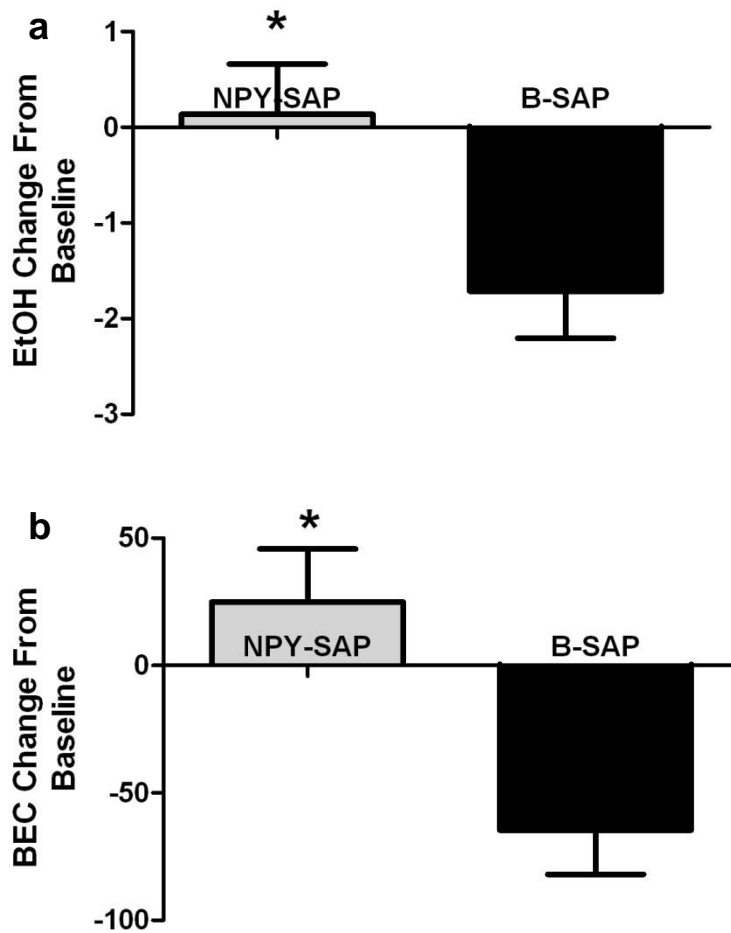 a
*
1
NPY-SAP
B-SAP
0
-1
-2
-3
EtOH Change From
Baseline
b
*
50
NPY-SAP
B-SAP
0
-50
-100
BEC Change From
Baseline